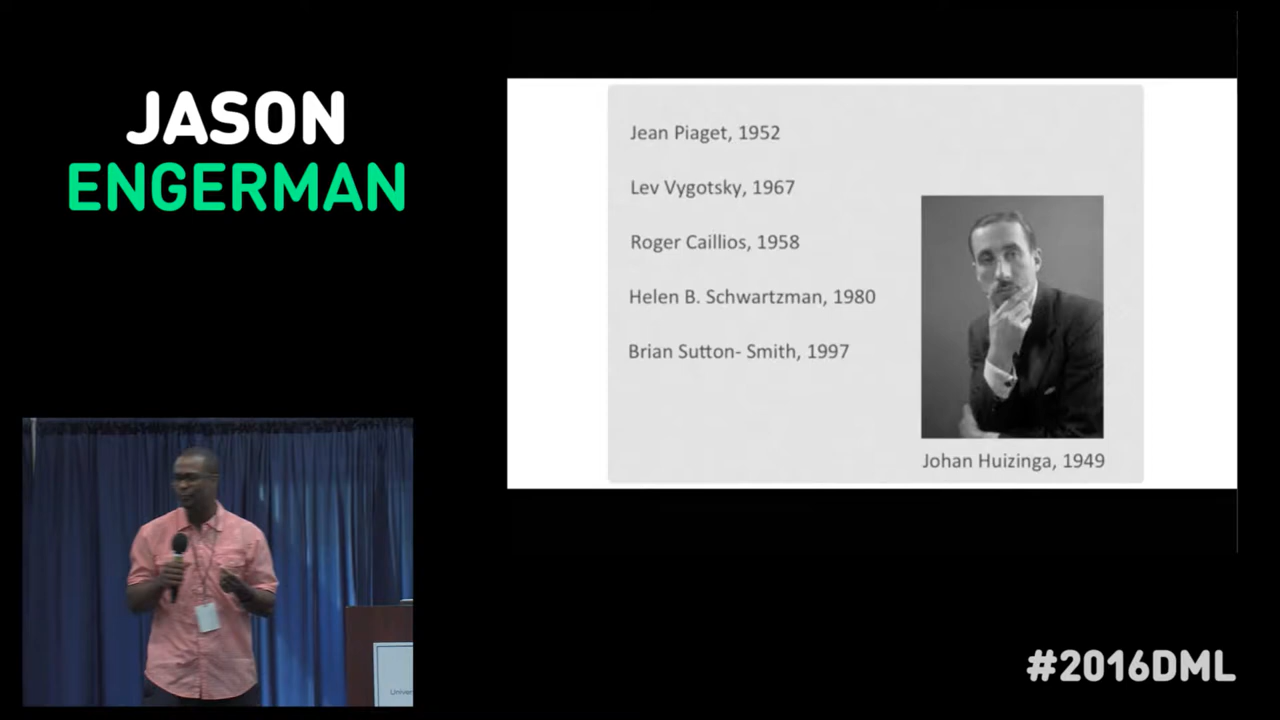 JASON
ENGERMAN
Jean Piaget, 1952
Lev Vygotsky, 1967
Roger Caillios, 1958
Helen B. Schwartzman, 1980
Brian Sutton- Smith, 1997
Johan Huizinga, 1949
Univer
#2016DML